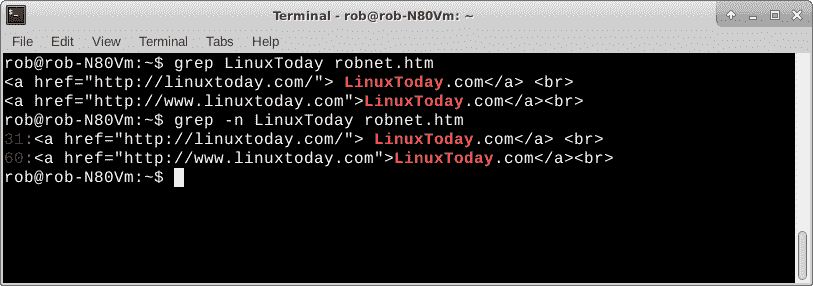 Terminal - rob@rob-N80Vm: ~
File Edit View Terminal Tabs Help
rob@rob-N80Vm:~$ grep LinuxToday robnet.htm
<a href="http://linuxtoday.com/"> LinuxToday.com</a> <br>
<a href="http://www.linuxtoday.com">LinuxToday.com</a><br>
rob@rob-N80Vm:~$ grep -n LinuxToday robnet.htm
31:<a href="http://linuxtoday.com/"> LinuxToday.com</a> <br>
60:<a href="http://www.linuxtoday.com">LinuxToday.com</a><br>
rob@rob-N80Vm:~$